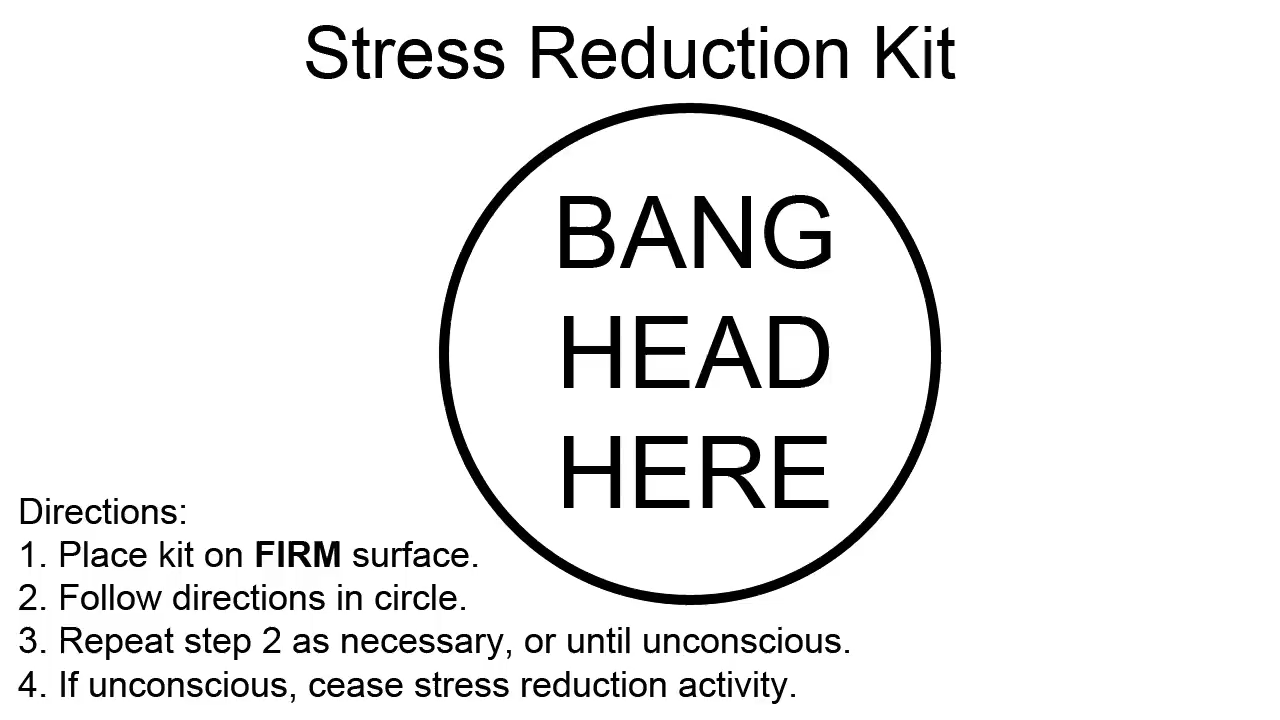 Stress Reduction Kit
BANG
HEAD
HERE
Directions:
1. Place kit on FIRM surface.
2. Follow directions in circle.
3. Repeat step 2 as necessary, or until unconscious.
4. If unconscious, cease stress reduction activity.